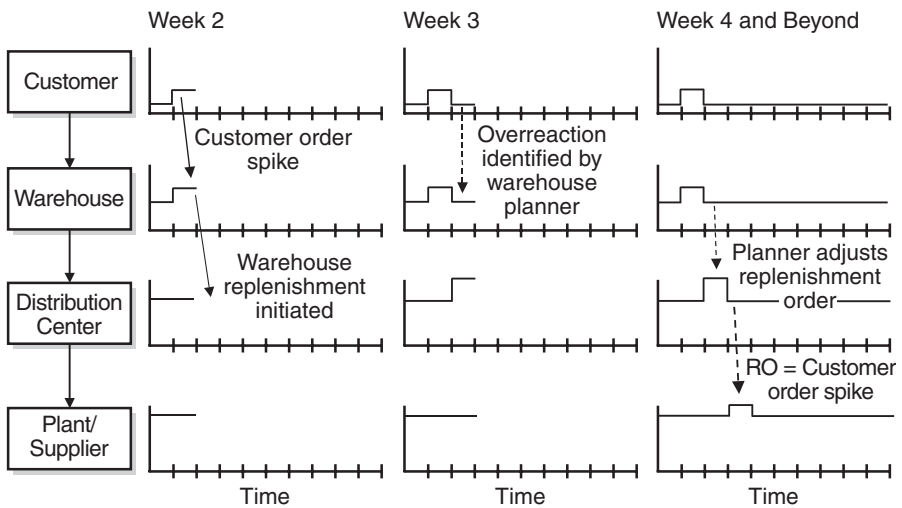 Week 2
Week 3
Week 4 and Beyond
Customer
Customer order
spike
Overreaction
identified by
warehouse
planner
Warehouse
Warehouse
replenishment
initiated
Planner adjusts
replenishment
order
Distribution
Center
RO = Customer
order spike
Plant/
Supplier
Time
Time
Time